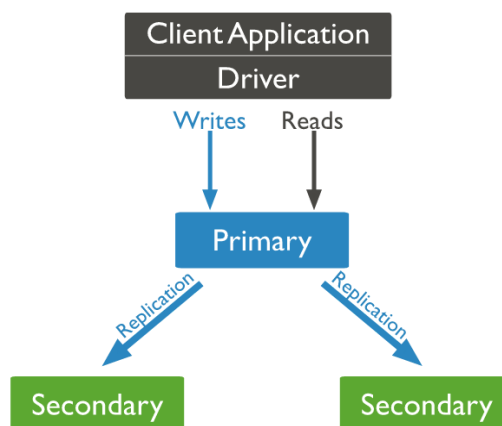 Client Application
Driver
Writes Reads
Primary
Replication Replication
Secondary Secondary